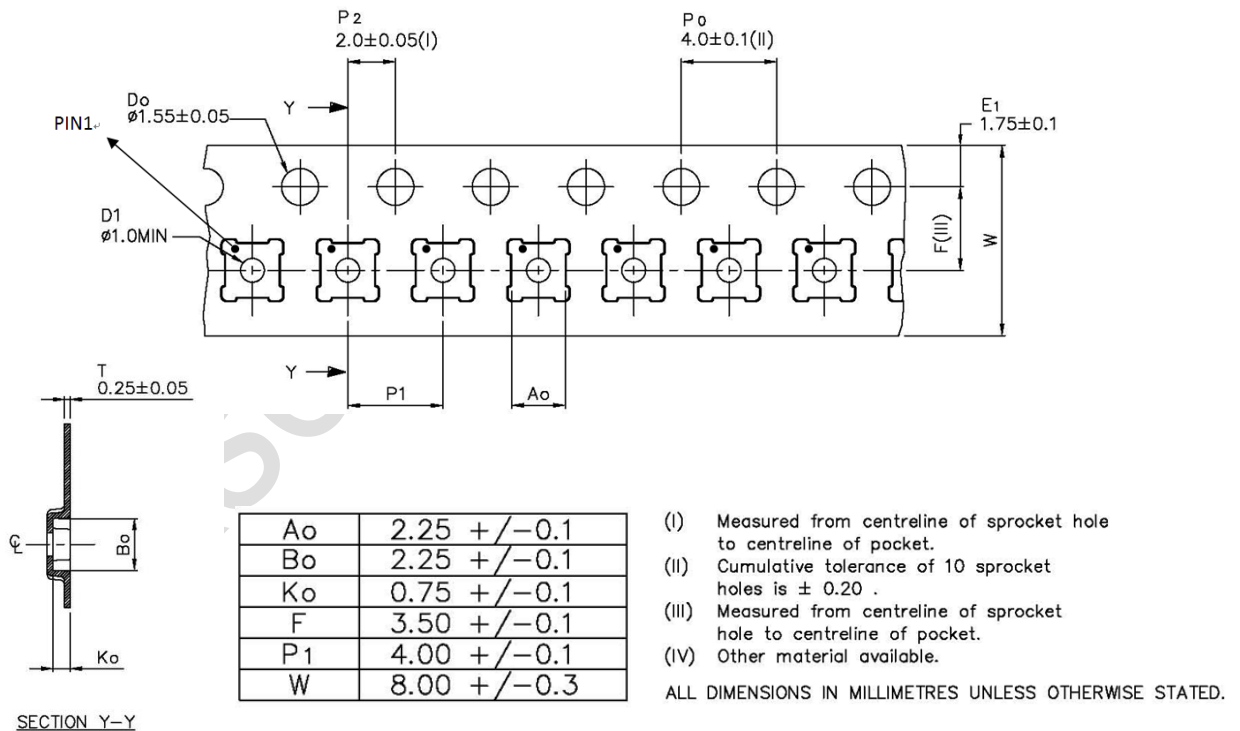 P2
2.0±0.05(I)
Po
4.0±0.1(II)
Do
ø1.55±0.05
Y
E1
1.75±0.1
PIN1
D1
ø1.0MIN
F(III)
W
Y
P1
Ao
T
0.25±0.05
℄
Bo
Ko
SECTION Y-Y
Ao 2.25 +/-0.1
Bo 2.25 +/-0.1
Ko 0.75 +/-0.1
F 3.50 +/-0.1
P1 4.00 +/-0.1
W 8.00 +/-0.3
(I) Measured from centreline of sprocket hole
to centreline of pocket.
(II) Cumulative tolerance of 10 sprocket
holes is ± 0.20 .
(III) Measured from centreline of sprocket
hole to centreline of pocket.
(IV) Other material available.
ALL DIMENSIONS IN MILLIMETRES UNLESS OTHERWISE STATED.